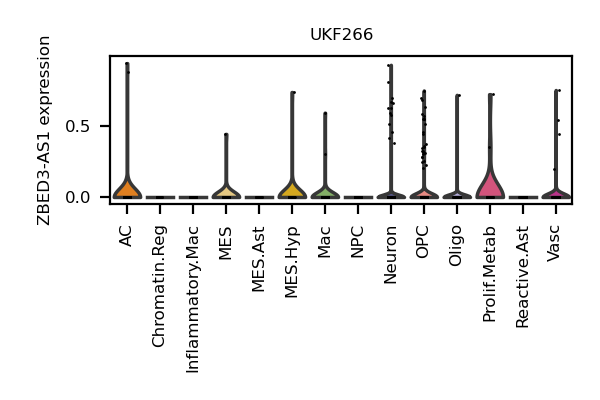 UKF266
ZBED3-AS1 expression
0.5
0.0
AC
Chromatin.Reg
Inflammatory.Mac
MES
MES.Ast
MES.Hyp
Mac
NPC
Neuron
OPC
Oligo
Prolif.Metab
Reactive.Ast
Vasc